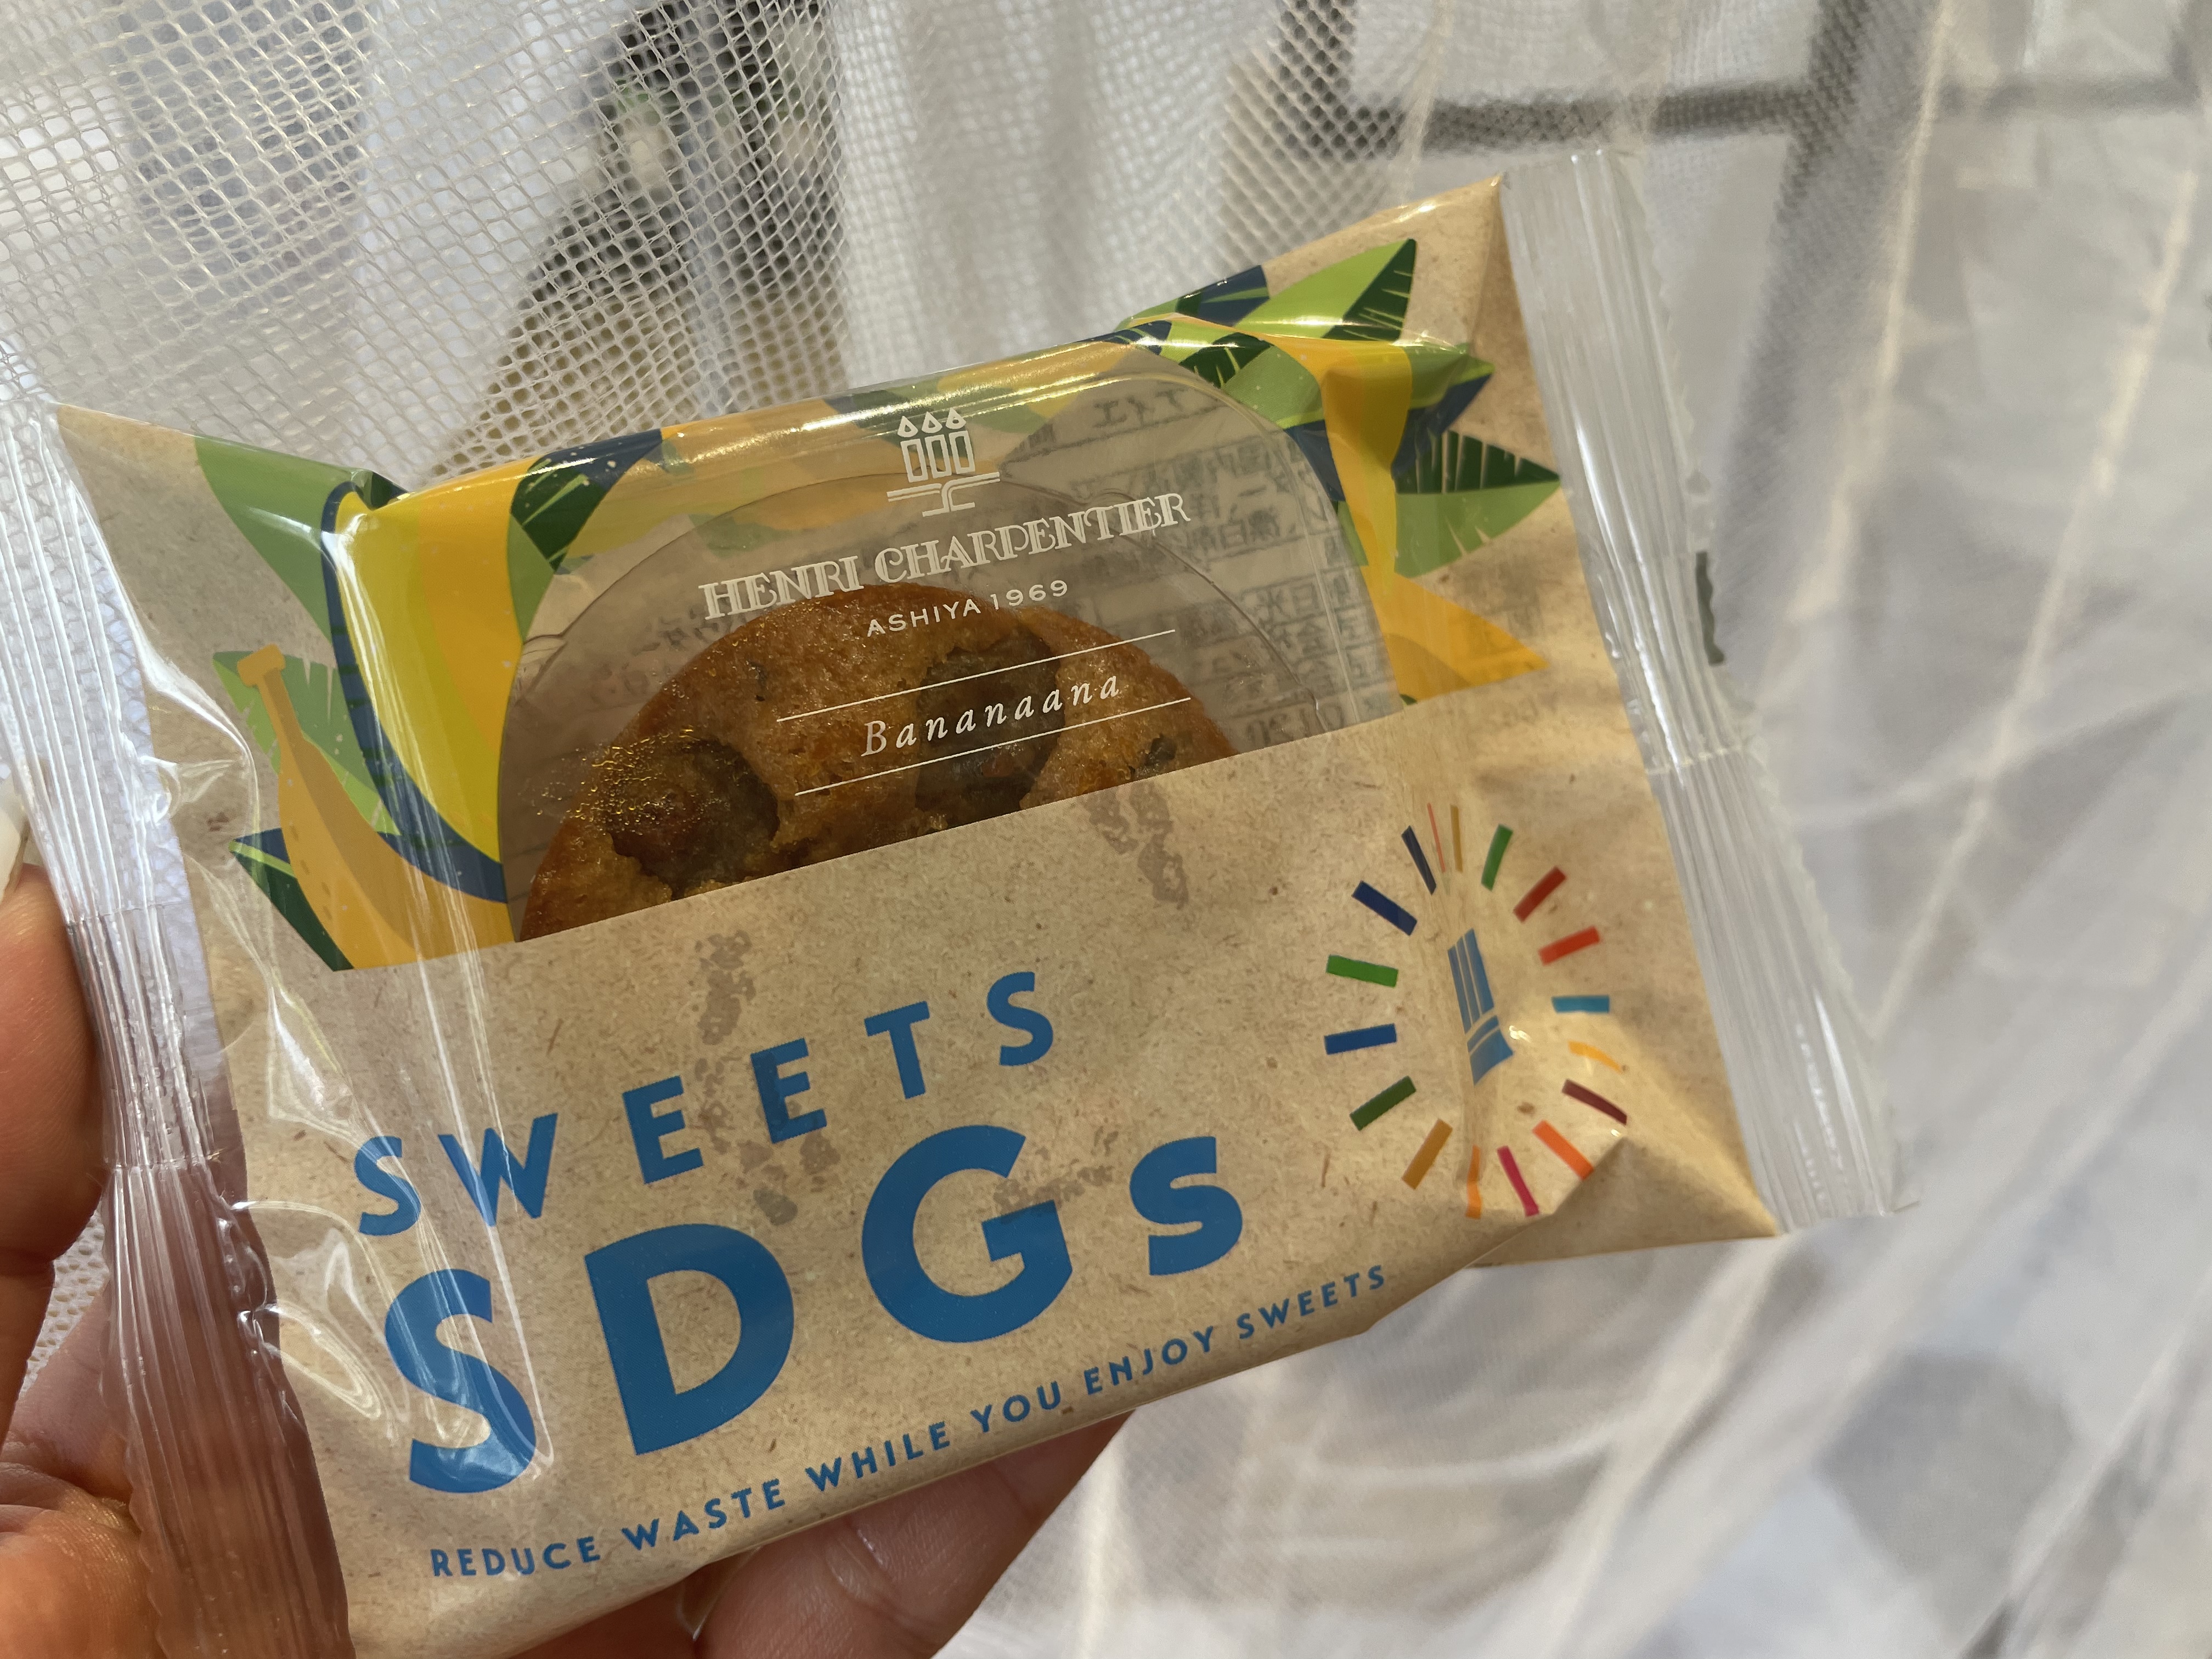 HENRI CHARPENTIER
ASHIYA 1969
Bananaana
SWEETS
SDGs
REDUCE WASTE WHILE YOU ENJOY SWEETS